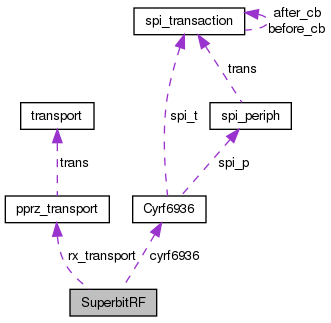 spi_transaction
after_cb
before_cb
trans
transport
spi_t
spi_periph
trans
spi_p
pprz_transport
Cyrf6936
rx_transport
cyrf6936
SuperbitRF